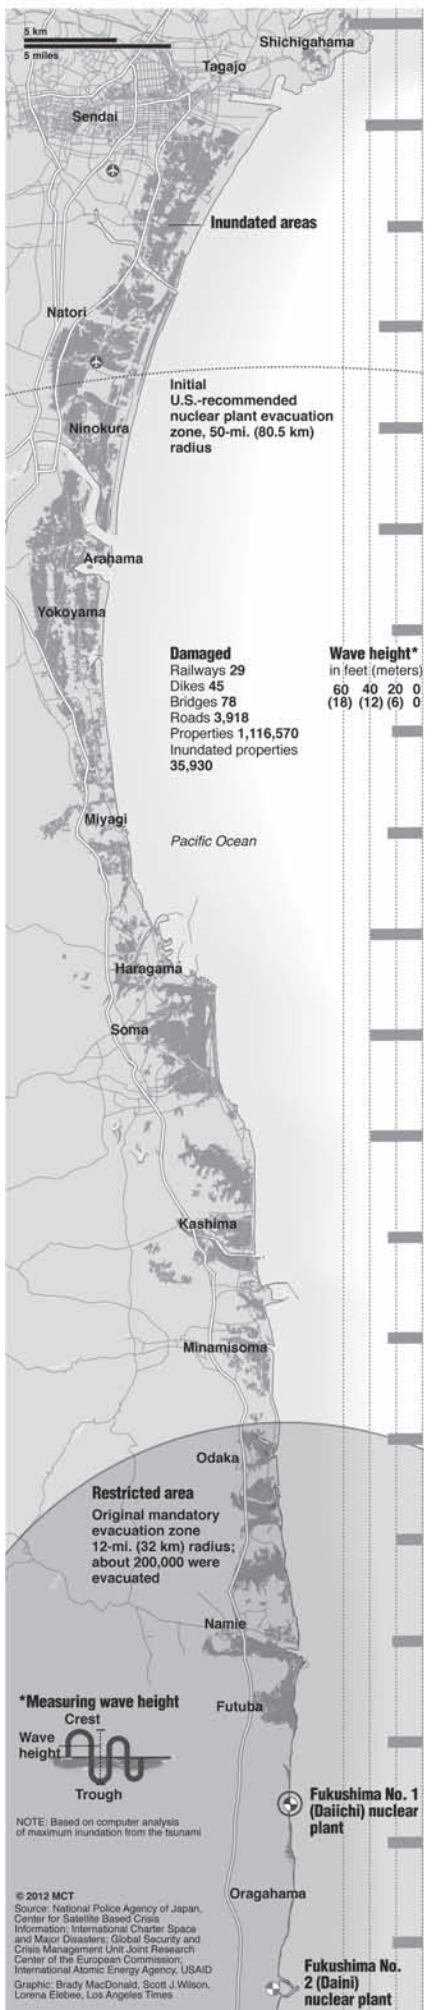 5 km
5 miles
Shichigahama
Tagajo
Sendai
Inundated areas
Natori
Initial
U.S.-recommended
nuclear plant evacuation
zone, 50-mi. (80.5 km)
radius
Ninokura
Arahama
Yokoyama
Damaged
Railways 29
Dikes 45
Bridges 78
Roads 3,918
Properties 1,116,570
Inundated properties
35,930
Wave height*
in feet (meters)
60 40 20 0
(18) (12) (6) 0
Miyagi
Pacific Ocean
Haragama
Soma
Kashima
Minamisoma
Odaka
Restricted area
Original mandatory
evacuation zone
12-mi. (32 km) radius;
about 200,000 were
evacuated
Namie
Futuba
*Measuring wave height
Crest
Wave
height
Trough
NOTE: Based on computer analysis
of maximum inundation from the tsunami
Fukushima No. 1
(Daiichi) nuclear
plant
Oragahama
© 2012 MCT
Source: National Police Agency of Japan,
Center for Satellite Based Crisis
Information; International Charter Space
and Major Disasters; Global Security and
Crisis Management Unit Joint Research
Center of the European Commission;
International Atomic Energy Agency, USAID
Graphic: Brady MacDonald, Scott J.Wilson,
Lorena Elebee, Los Angeles Times
Fukushima No.
2 (Daini)
nuclear plant